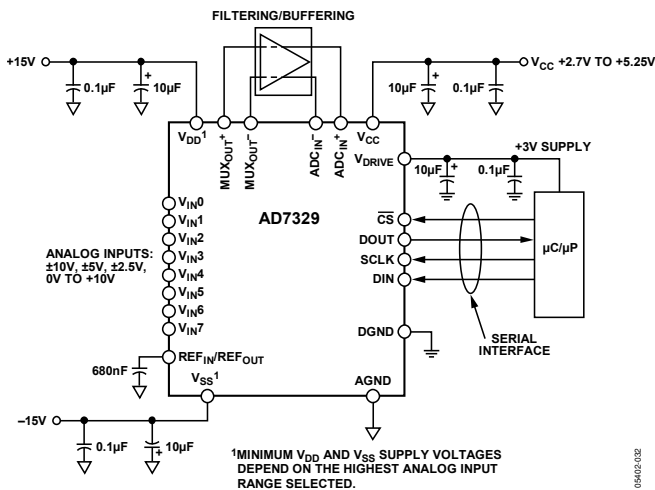 FILTERING/BUFFERING
+15V
0.1µF
+
10µF
VCC +2.7V TO +5.25V
10µF
+
0.1µF
VDD1
MUXOUT+
MUXOUT–
ADCIN–
ADCIN+
VCC
VDRIVE
+3V SUPPLY
10µF
+
0.1µF
AD7329
VIN0
VIN1
VIN2
VIN3
VIN4
VIN5
VIN6
VIN7
ANALOG INPUTS:
±10V, ±5V, ±2.5V,
0V TO +10V
CS
DOUT
SCLK
DIN
µC/µP
DGND
SERIAL
INTERFACE
REFIN/REFOUT
680nF
VSS1
AGND
–15V
0.1µF
10µF
+
1MINIMUM VDD AND VSS SUPPLY VOLTAGES
DEPEND ON THE HIGHEST ANALOG INPUT
RANGE SELECTED.
05402-032